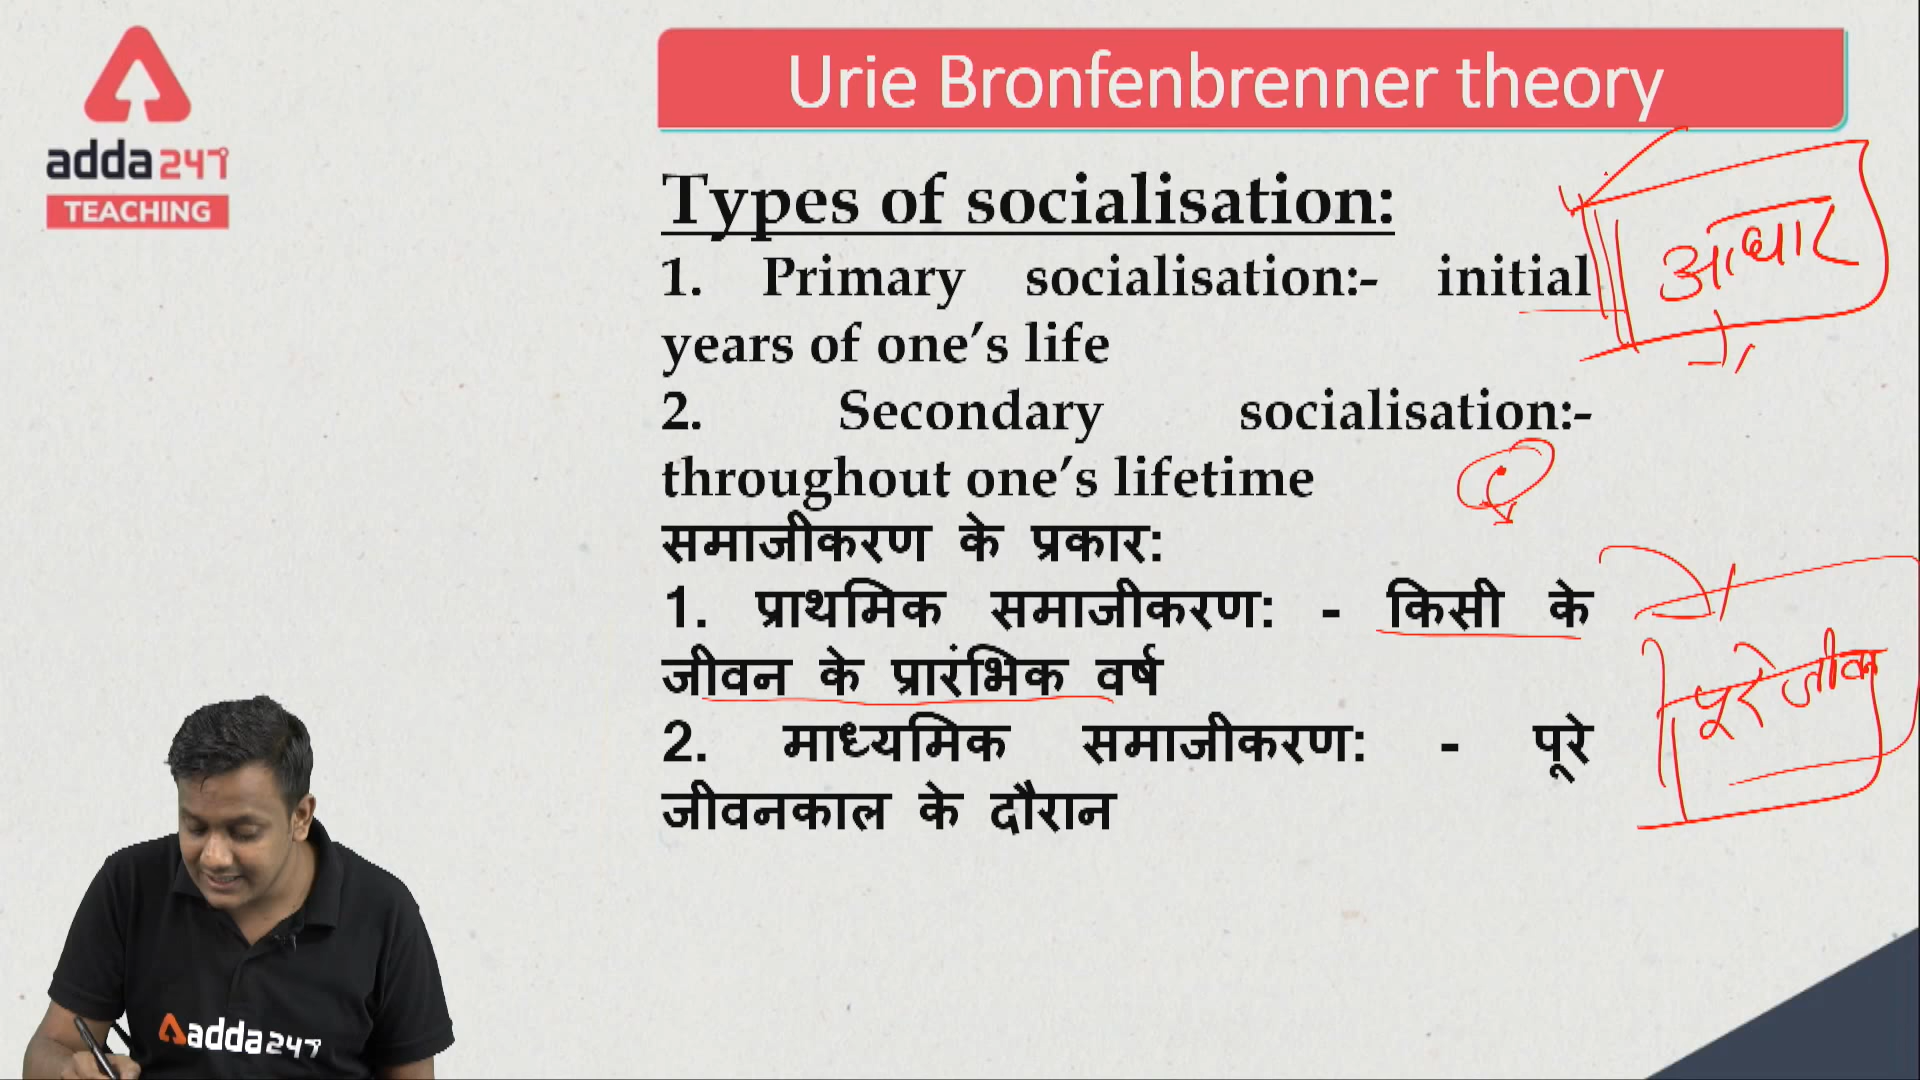 adda247
TEACHING
Urie Bronfenbrenner theory
Types of socialisation:
1. Primary socialisation:- initial
years of one’s life
2. Secondary socialisation:-
throughout one’s lifetime
समाजीकरण के प्रकार:
1. प्राथमिक समाजीकरण: - किसी के
जीवन के प्रारंभिक वर्ष
2. माध्यमिक समाजीकरण: - पूरे
जीवनकाल के दौरान
आधार
पूरे जीवन
adda247